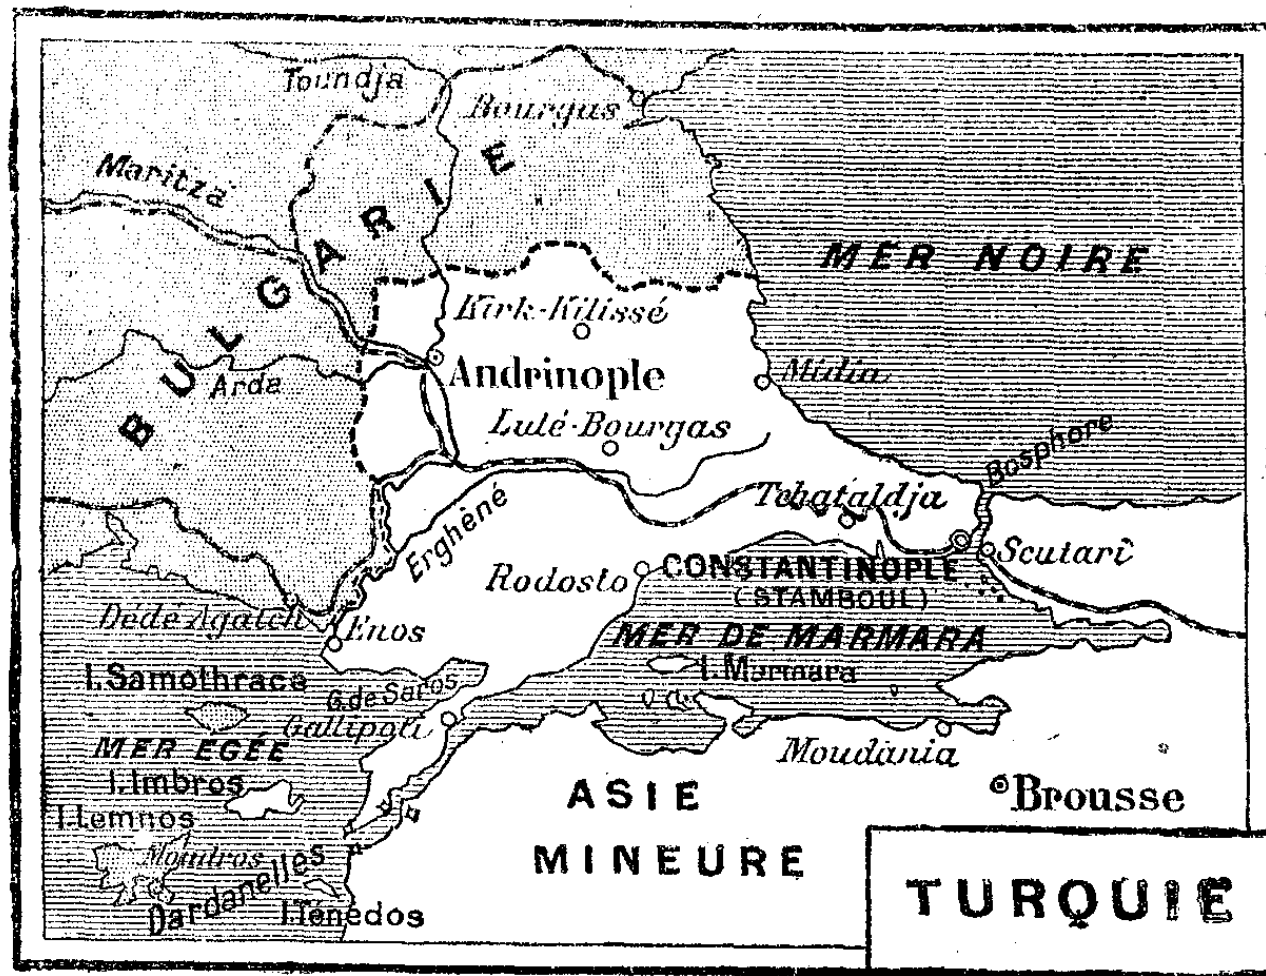 Toundja
Bourgas
Maritza
BULGARIE
MER NOIRE
Kirk-Kilissé
Andrinople
Midia
Arda
Lulé-Bourgas
Bosphore
Tchataldja
Erghéné
Scutari
Rodosto
CONSTANTINOPLE
(STAMBOUL)
Dédé Agatch
Enos
MER DE MARMARA
I. Marmara
I. Samothrace
G. de Saros
Gallipoli
Moudania
MER EGÉE
I. Imbros
ASIE
MINEURE
Brousse
I. Lemnos
Moudros
Dardanelles
I. Ténédos
TURQUIE